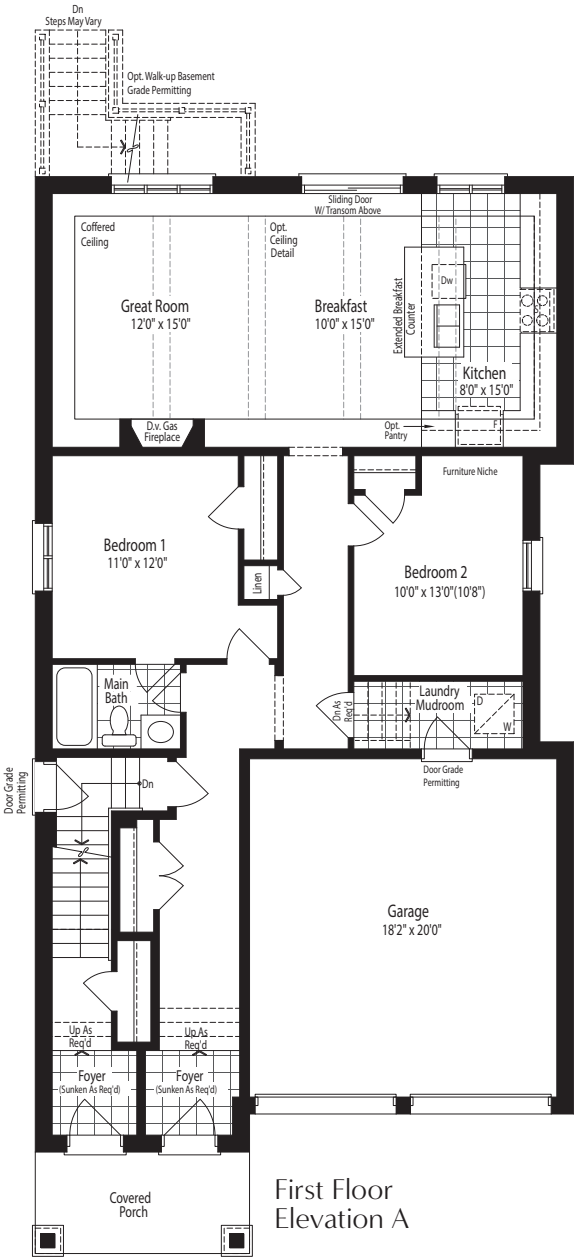 Dn
Steps May Vary
Opt. Walk-up Basement
Grade Permitting
Sliding Door
W/ Transom Above
Coffered
Ceiling
Opt.
Ceiling
Detail
Great Room
12'0" x 15'0"
Breakfast
10'0" x 15'0"
Extended Breakfast
Counter
Dw
Kitchen
8'0" x 15'0"
D.v. Gas
Fireplace
Opt.
Pantry
F
Furniture Niche
Bedroom 1
11'0" x 12'0"
Linen
Bedroom 2
10'0" x 13'0"(10'8")
Main
Bath
Dn As
Req'd
Laundry
Mudroom
D
W
Door Grade
Permitting
Door Grade
Permitting
Dn
Garage
18'2" x 20'0"
Up As
Req'd
Up As
Req'd
Foyer
(Sunken As Req'd)
Foyer
(Sunken As Req'd)
Covered
Porch
First Floor
Elevation A